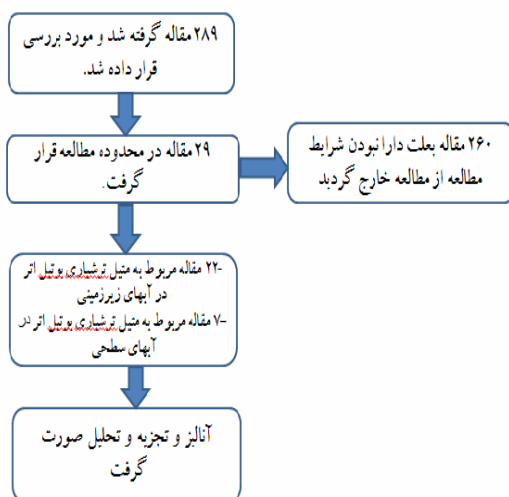 ۲۸۹ مقاله گرفته شد و مورد بررسی
قرار داده شد.
۲۹ مقاله در محدوده مطالعه قرار
گرفت.
۲۶۰ مقاله بعلت دارا نبودن شرایط
مطالعه از مطالعه خارج گردید
-۲۲ مقاله مربوط به متیل ترشیاری بوتیل اتر
در آبهای زیرزمینی
-۷ مقاله مربوط به متیل ترشیاری بوتیل اتر در
آبهای سطحی
آنالیز و تجزیه و تحلیل صورت
گرفت